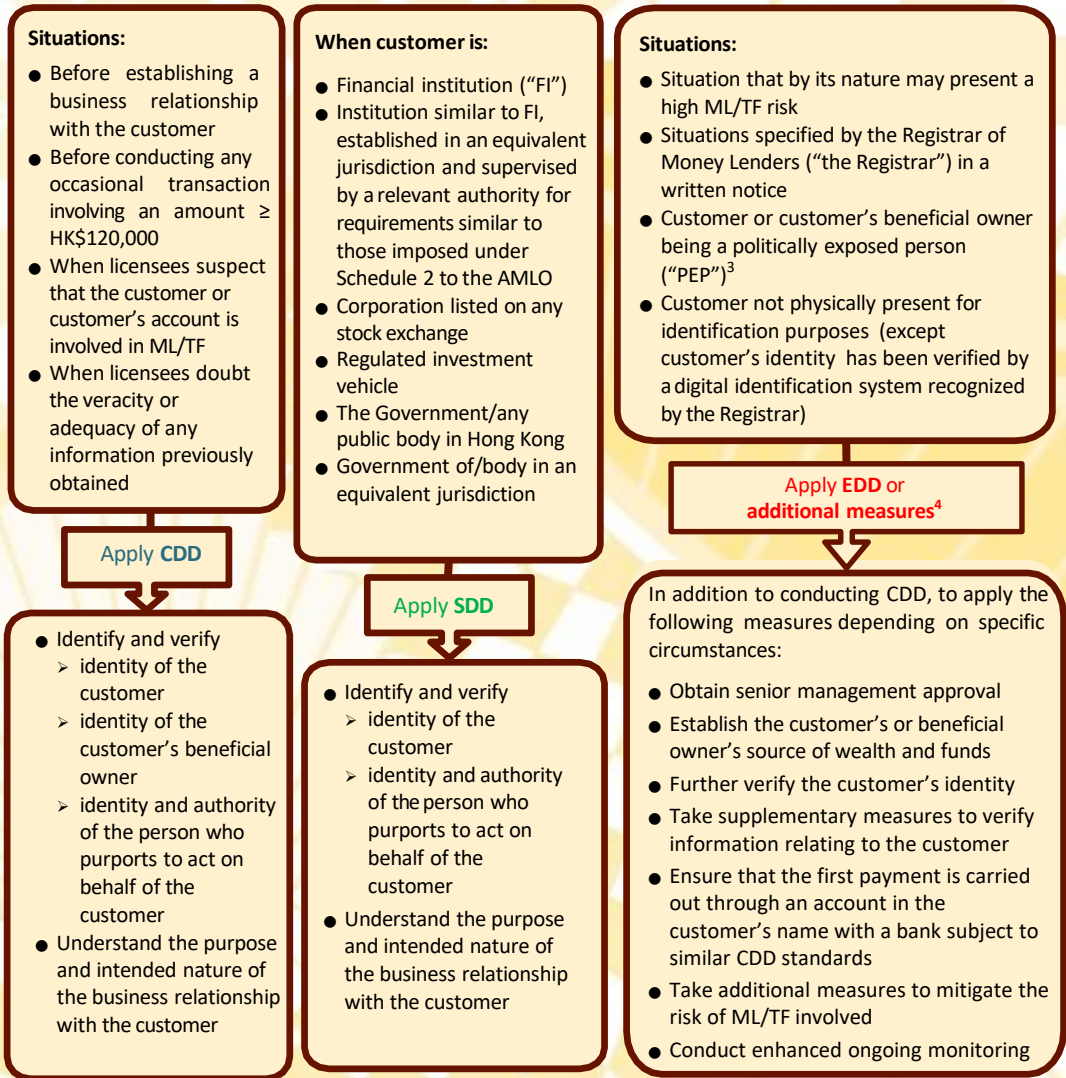 Situations:
● Before establishing a
business relationship
with the customer
● Before conducting any
occasional transaction
involving an amount ≥
HK$120,000
● When licensees suspect
that the customer or
customer's account is
involved in ML/TF
● When licensees doubt
the veracity or
adequacy of any
information previously
obtained
Apply CDD
● Identify and verify
➢ identity of the
customer
➢ identity of the
customer's beneficial
owner
➢ identity and authority
of the person who
purports to act on
behalf of the
customer
● Understand the purpose
and intended nature of
the business relationship
with the customer
When customer is:
● Financial institution ("FI")
● Institution similar to FI,
established in an equivalent
jurisdiction and supervised
by a relevant authority for
requirements similar to
those imposed under
Schedule 2 to the AMLO
● Corporation listed on any
stock exchange
● Regulated investment
vehicle
● The Government/any
public body in Hong Kong
● Government of/body in an
equivalent jurisdiction
Apply SDD
● Identify and verify
➢ identity of the
customer
➢ identity and authority
of the person who
purports to act on
behalf of the
customer
● Understand the purpose
and intended nature of
the business relationship
with the customer
Situations:
● Situation that by its nature may present a
high ML/TF risk
● Situations specified by the Registrar of
Money Lenders ("the Registrar") in a
written notice
● Customer or customer's beneficial owner
being a politically exposed person
("PEP")³
● Customer not physically present for
identification purposes (except
customer's identity has been verified by
a digital identification system recognized
by the Registrar)
Apply EDD or
additional measures⁴
In addition to conducting CDD, to apply the
following measures depending on specific
circumstances:
● Obtain senior management approval
● Establish the customer's or beneficial
owner's source of wealth and funds
● Further verify the customer's identity
● Take supplementary measures to verify
information relating to the customer
● Ensure that the first payment is carried
out through an account in the
customer's name with a bank subject to
similar CDD standards
● Take additional measures to mitigate the
risk of ML/TF involved
● Conduct enhanced ongoing monitoring